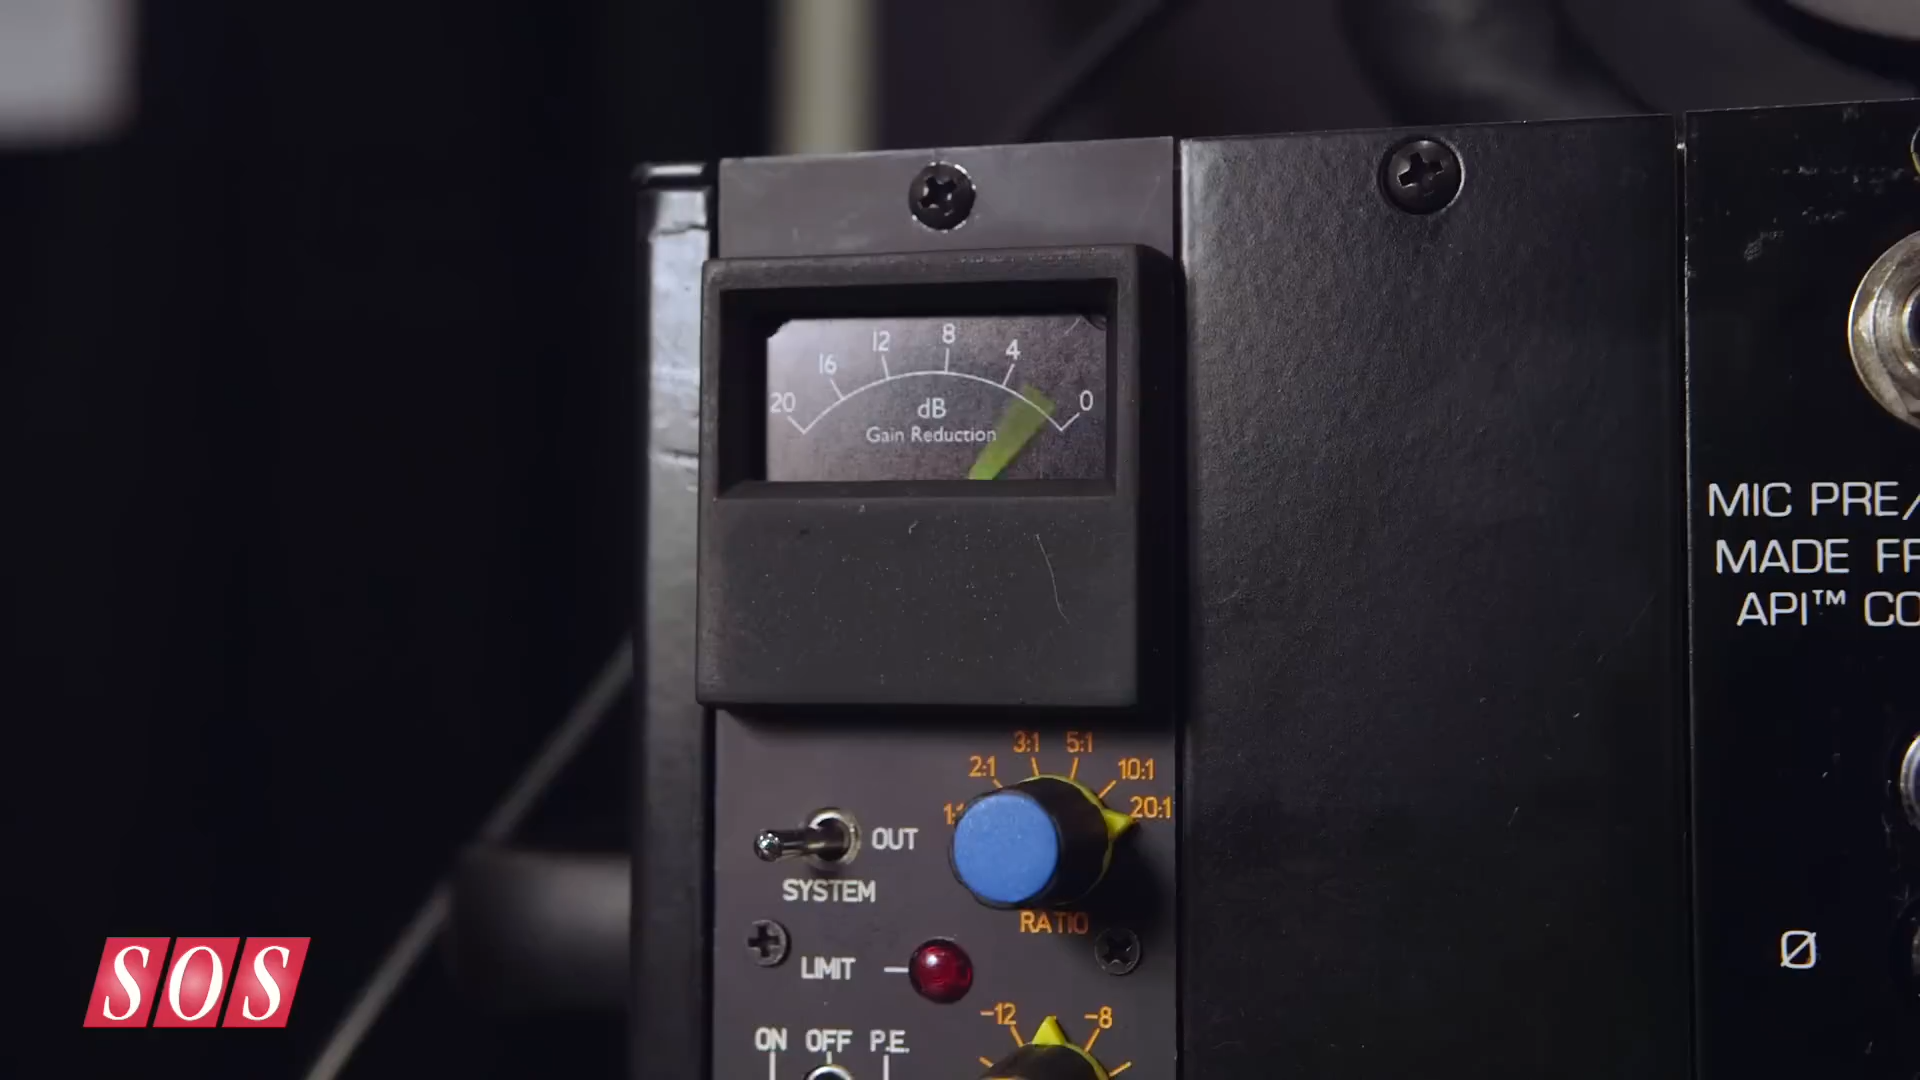 20 16 12 8 4 0
dB
Gain Reduction
2:1 3:1 5:1 10:1 20:1
OUT
SYSTEM
RATIO
LIMIT
-12 -8
ON OFF P.E.
MIC PRE/
MADE
API™
Ø
SOS